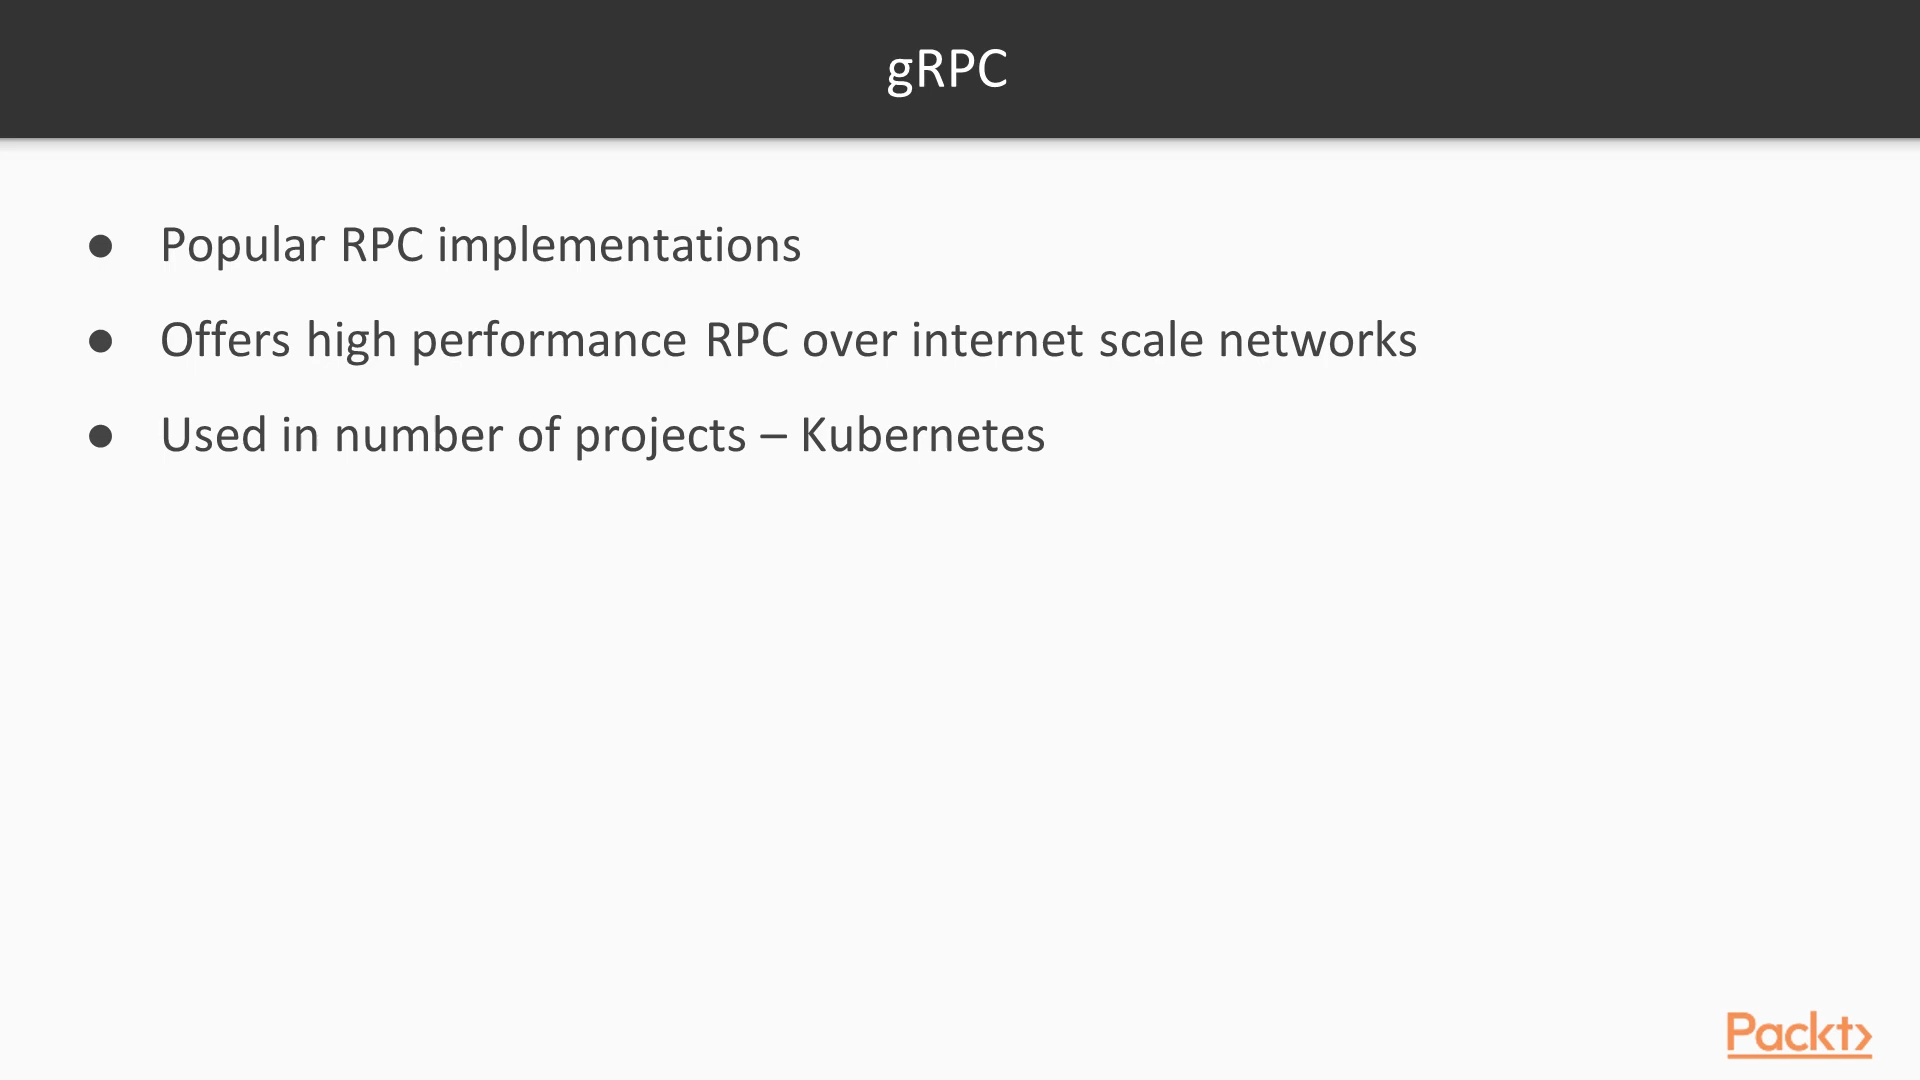 gRPC
● Popular RPC implementations
● Offers high performance RPC over internet scale networks
● Used in number of projects – Kubernetes
Packt>